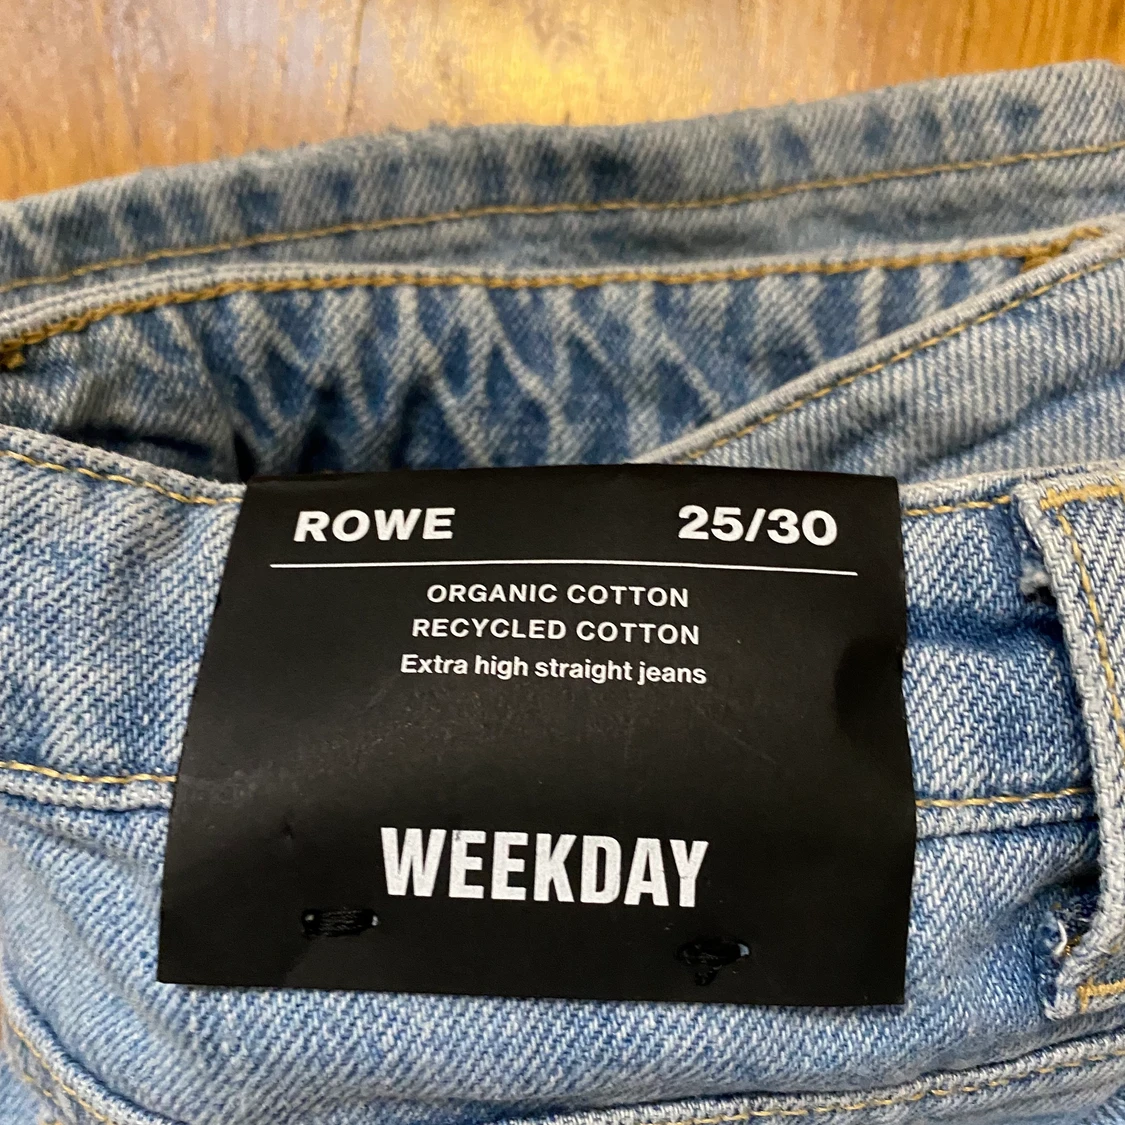 ROWE 25/30
ORGANIC COTTON
RECYCLED COTTON
Extra high straight jeans
WEEKDAY